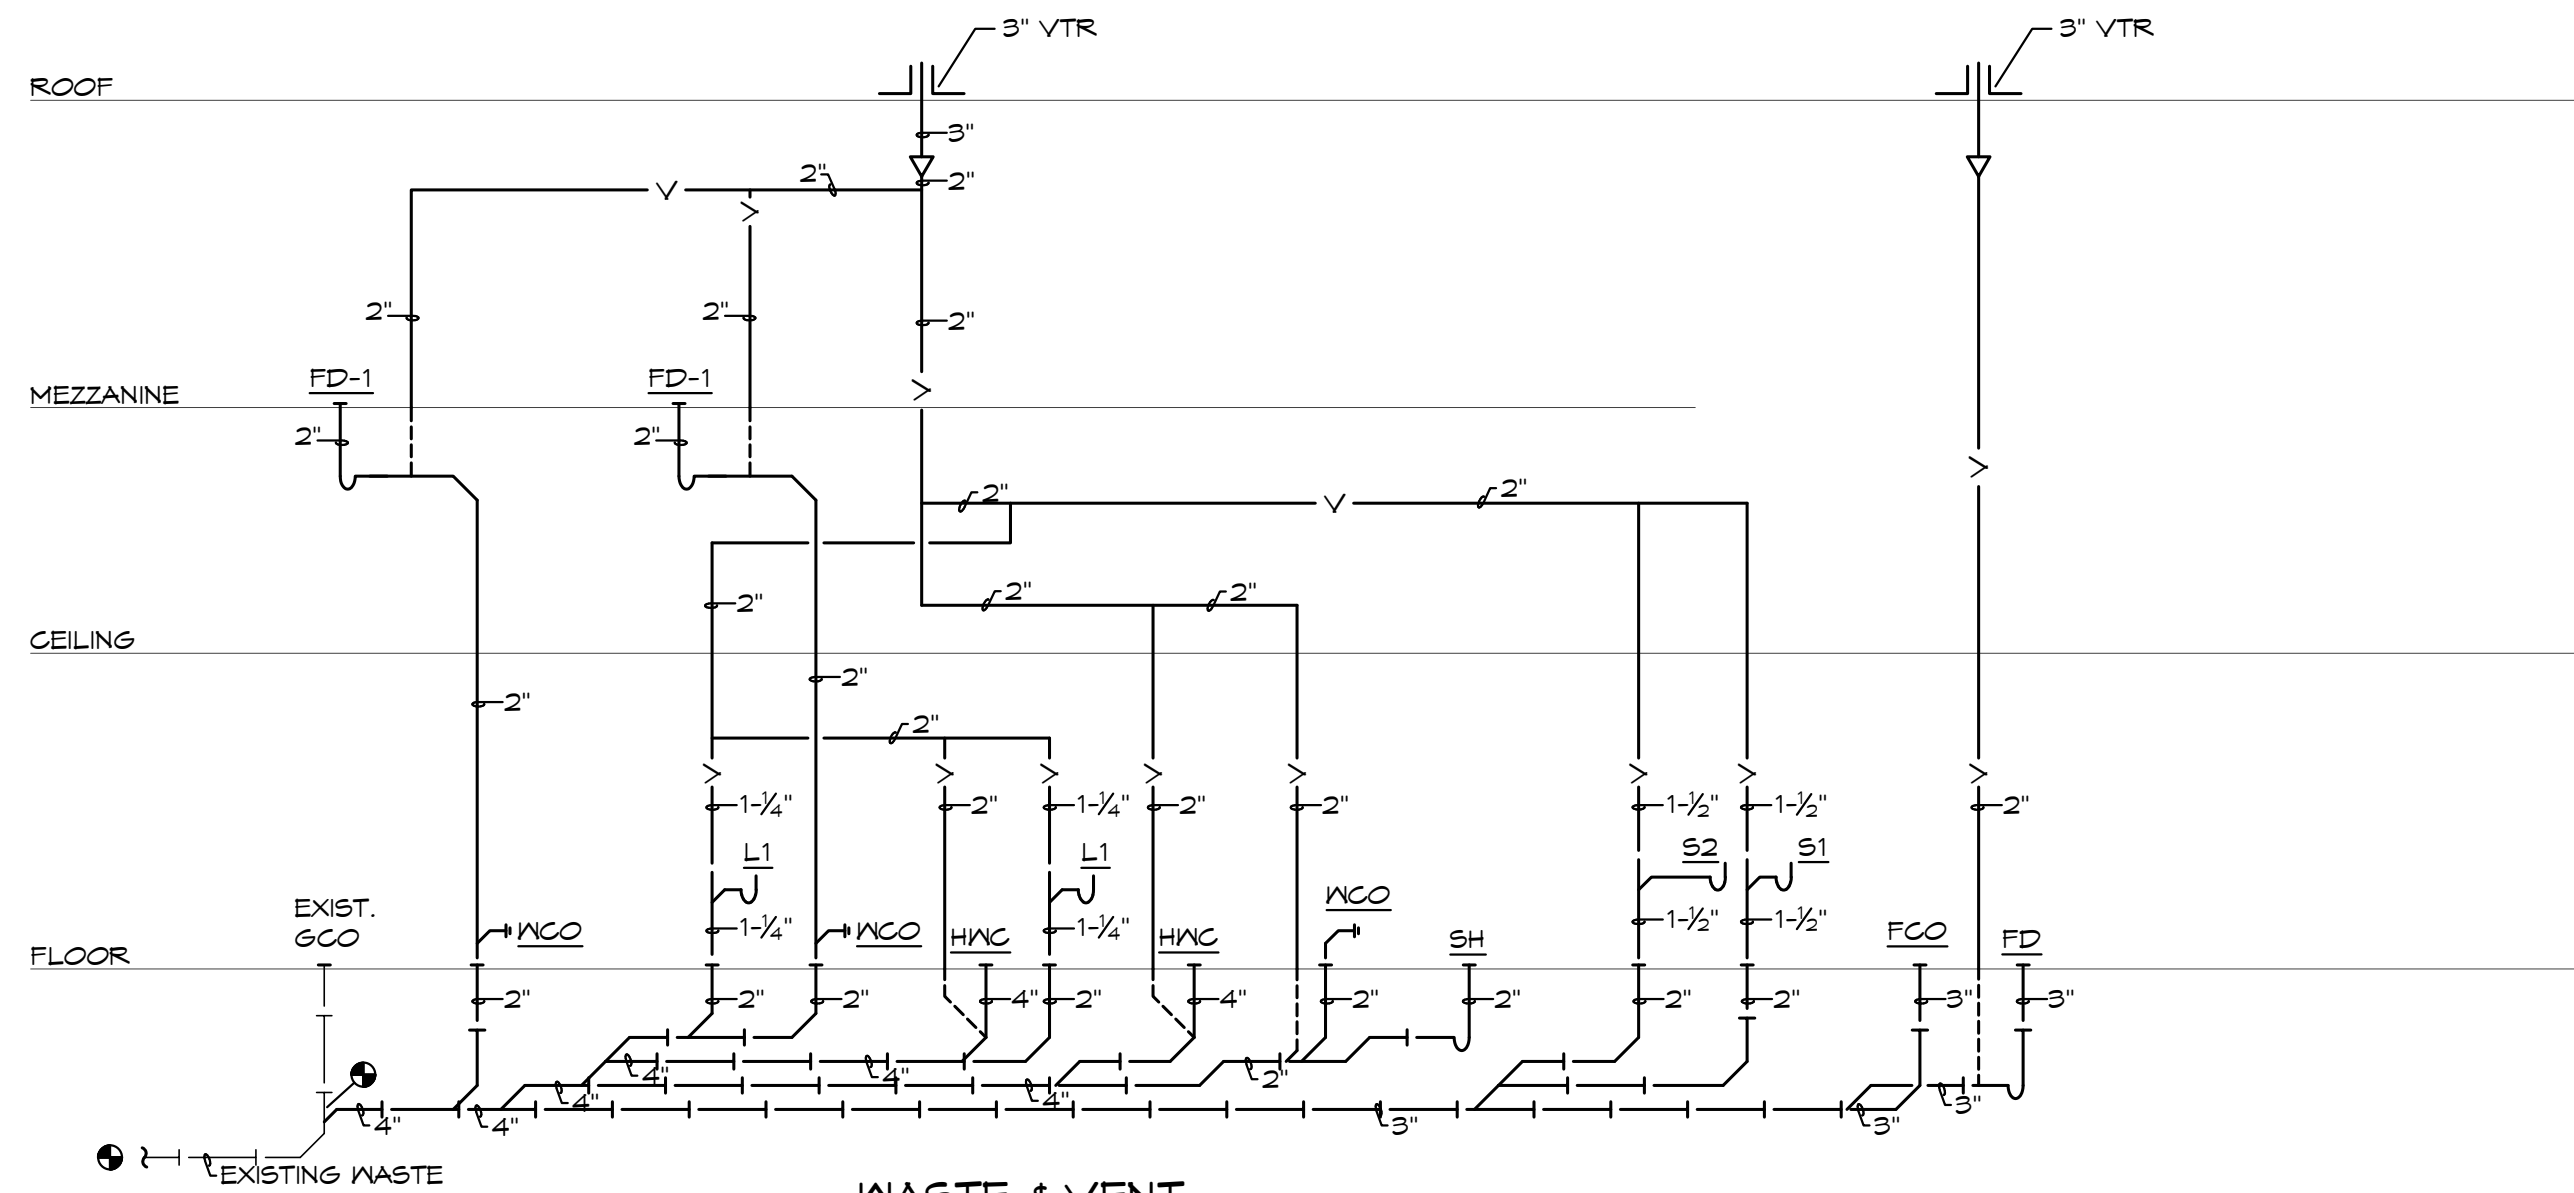 3" VTR
3" VTR
ROOF
3"
2"
2"
V
V
2"
2"
2"
FD-1
FD-1
V
MEZZANINE
2"
2"
V
2"
V
2"
2"
2"
2"
CEILING
2"
2"
2"
V
V
V
V
V
V
V
V
1-1/4"
2"
1-1/4"
2"
2"
1-1/2"
1-1/2"
2"
L1
L1
S2
S1
EXIST.
GCO
WCO
1-1/4"
WCO
HWC
1-1/4"
HWC
WCO
SH
1-1/2"
1-1/2"
FCO
FD
FLOOR
2"
2"
2"
4"
2"
4"
2"
2"
2"
2"
3"
3"
4"
4"
2"
4"
4"
3"
4"
4"
3"
3"
EXISTING WASTE
WASTE & VENT